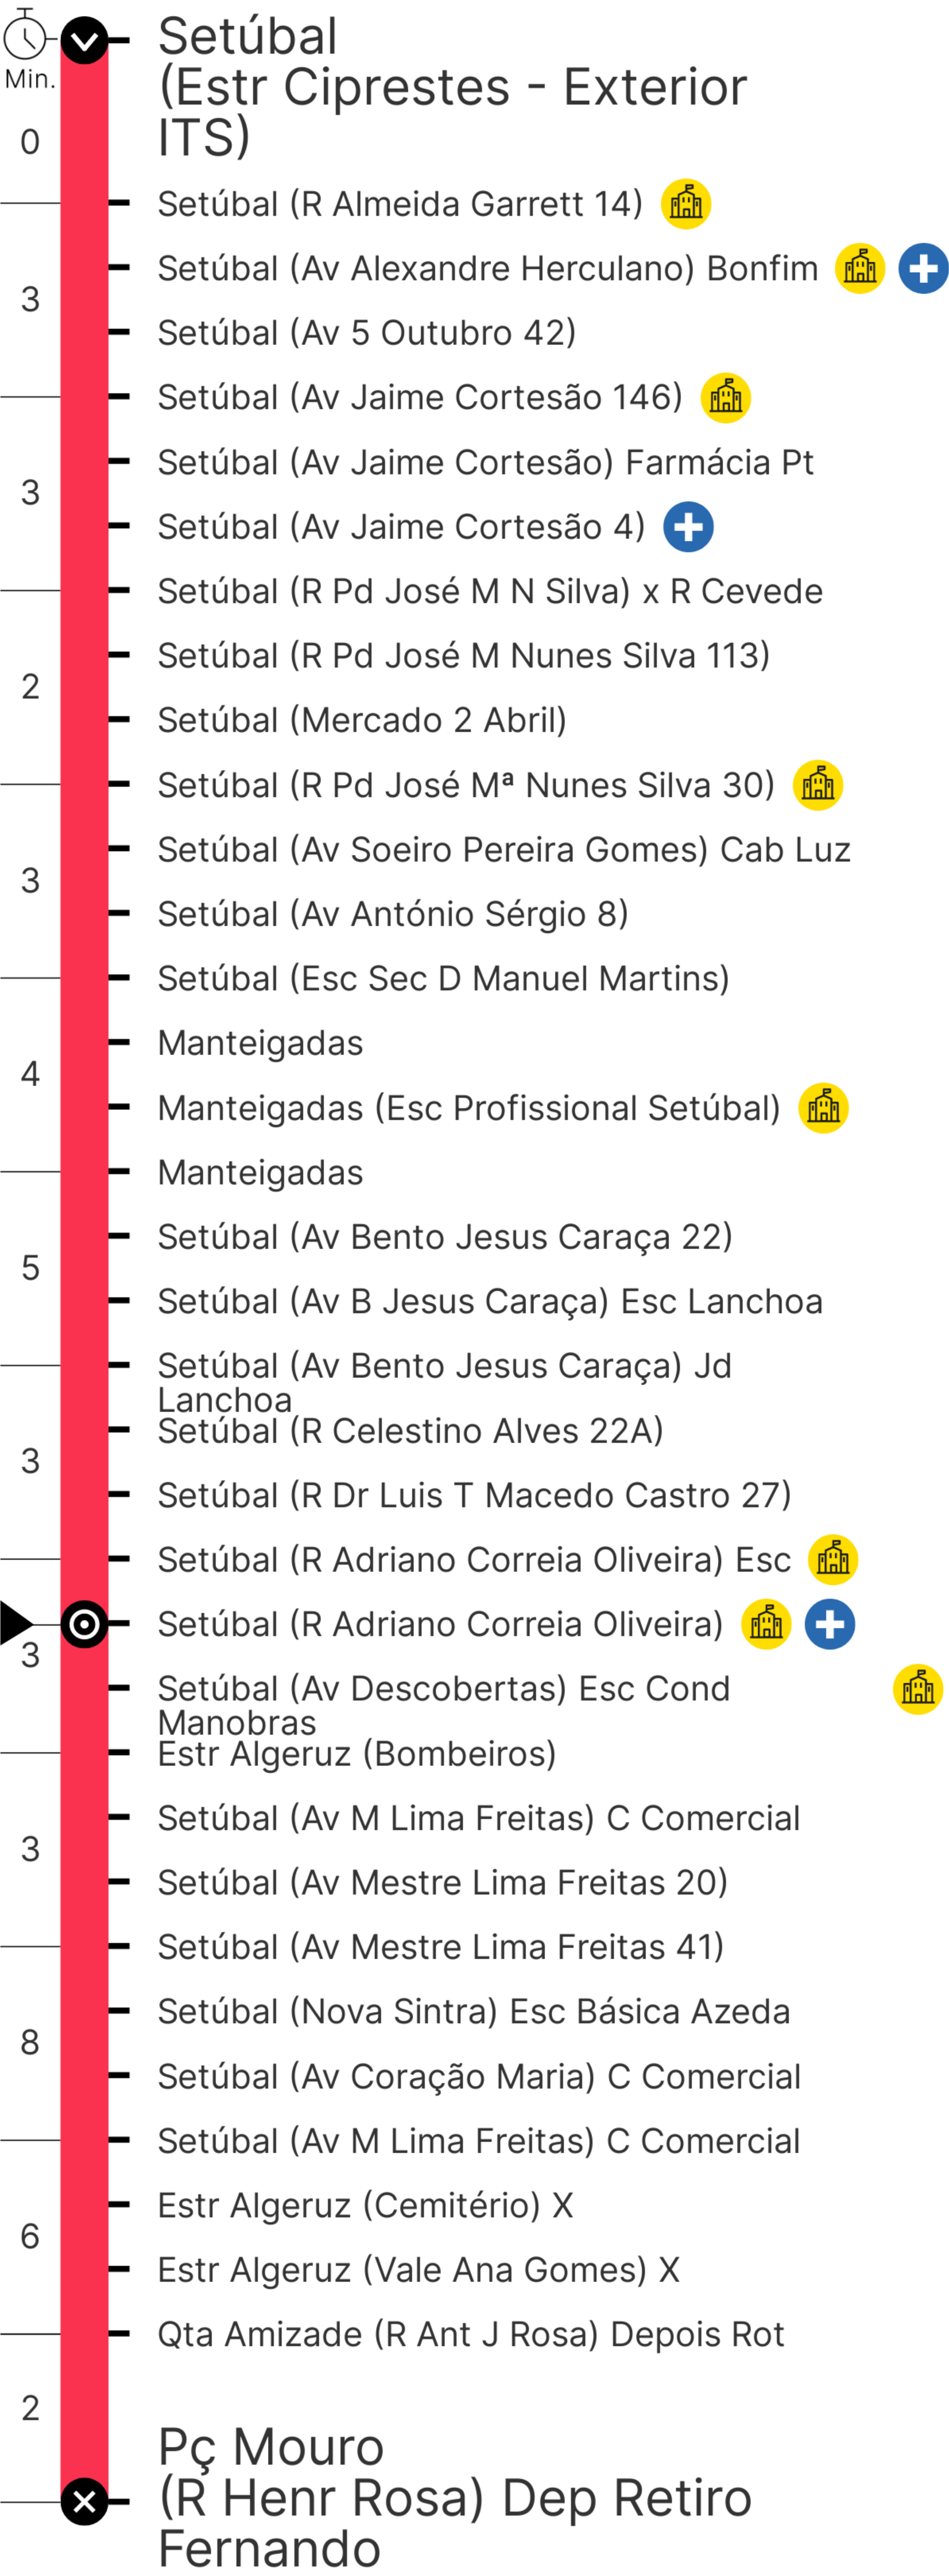 Setúbal
(Estr Ciprestes - Exterior
ITS)
Min.
0
Setúbal (R Almeida Garrett 14)
Setúbal (Av Alexandre Herculano) Bonfim
3
Setúbal (Av 5 Outubro 42)
Setúbal (Av Jaime Cortesão 146)
Setúbal (Av Jaime Cortesão) Farmácia Pt
3
Setúbal (Av Jaime Cortesão 4)
Setúbal (R Pd José M N Silva) x R Cevede
Setúbal (R Pd José M Nunes Silva 113)
2
Setúbal (Mercado 2 Abril)
Setúbal (R Pd José Mª Nunes Silva 30)
Setúbal (Av Soeiro Pereira Gomes) Cab Luz
3
Setúbal (Av António Sérgio 8)
Setúbal (Esc Sec D Manuel Martins)
Manteigadas
4
Manteigadas (Esc Profissional Setúbal)
Manteigadas
Setúbal (Av Bento Jesus Caraça 22)
5
Setúbal (Av B Jesus Caraça) Esc Lanchoa
Setúbal (Av Bento Jesus Caraça) Jd
Lanchoa
Setúbal (R Celestino Alves 22A)
3
Setúbal (R Dr Luis T Macedo Castro 27)
Setúbal (R Adriano Correia Oliveira) Esc
Setúbal (R Adriano Correia Oliveira)
3
Setúbal (Av Descobertas) Esc Cond
Manobras
Estr Algeruz (Bombeiros)
Setúbal (Av M Lima Freitas) C Comercial
3
Setúbal (Av Mestre Lima Freitas 20)
Setúbal (Av Mestre Lima Freitas 41)
Setúbal (Nova Sintra) Esc Básica Azeda
8
Setúbal (Av Coração Maria) C Comercial
Setúbal (Av M Lima Freitas) C Comercial
Estr Algeruz (Cemitério) X
6
Estr Algeruz (Vale Ana Gomes) X
Qta Amizade (R Ant J Rosa) Depois Rot
2
Pç Mouro
(R Henr Rosa) Dep Retiro
Fernando